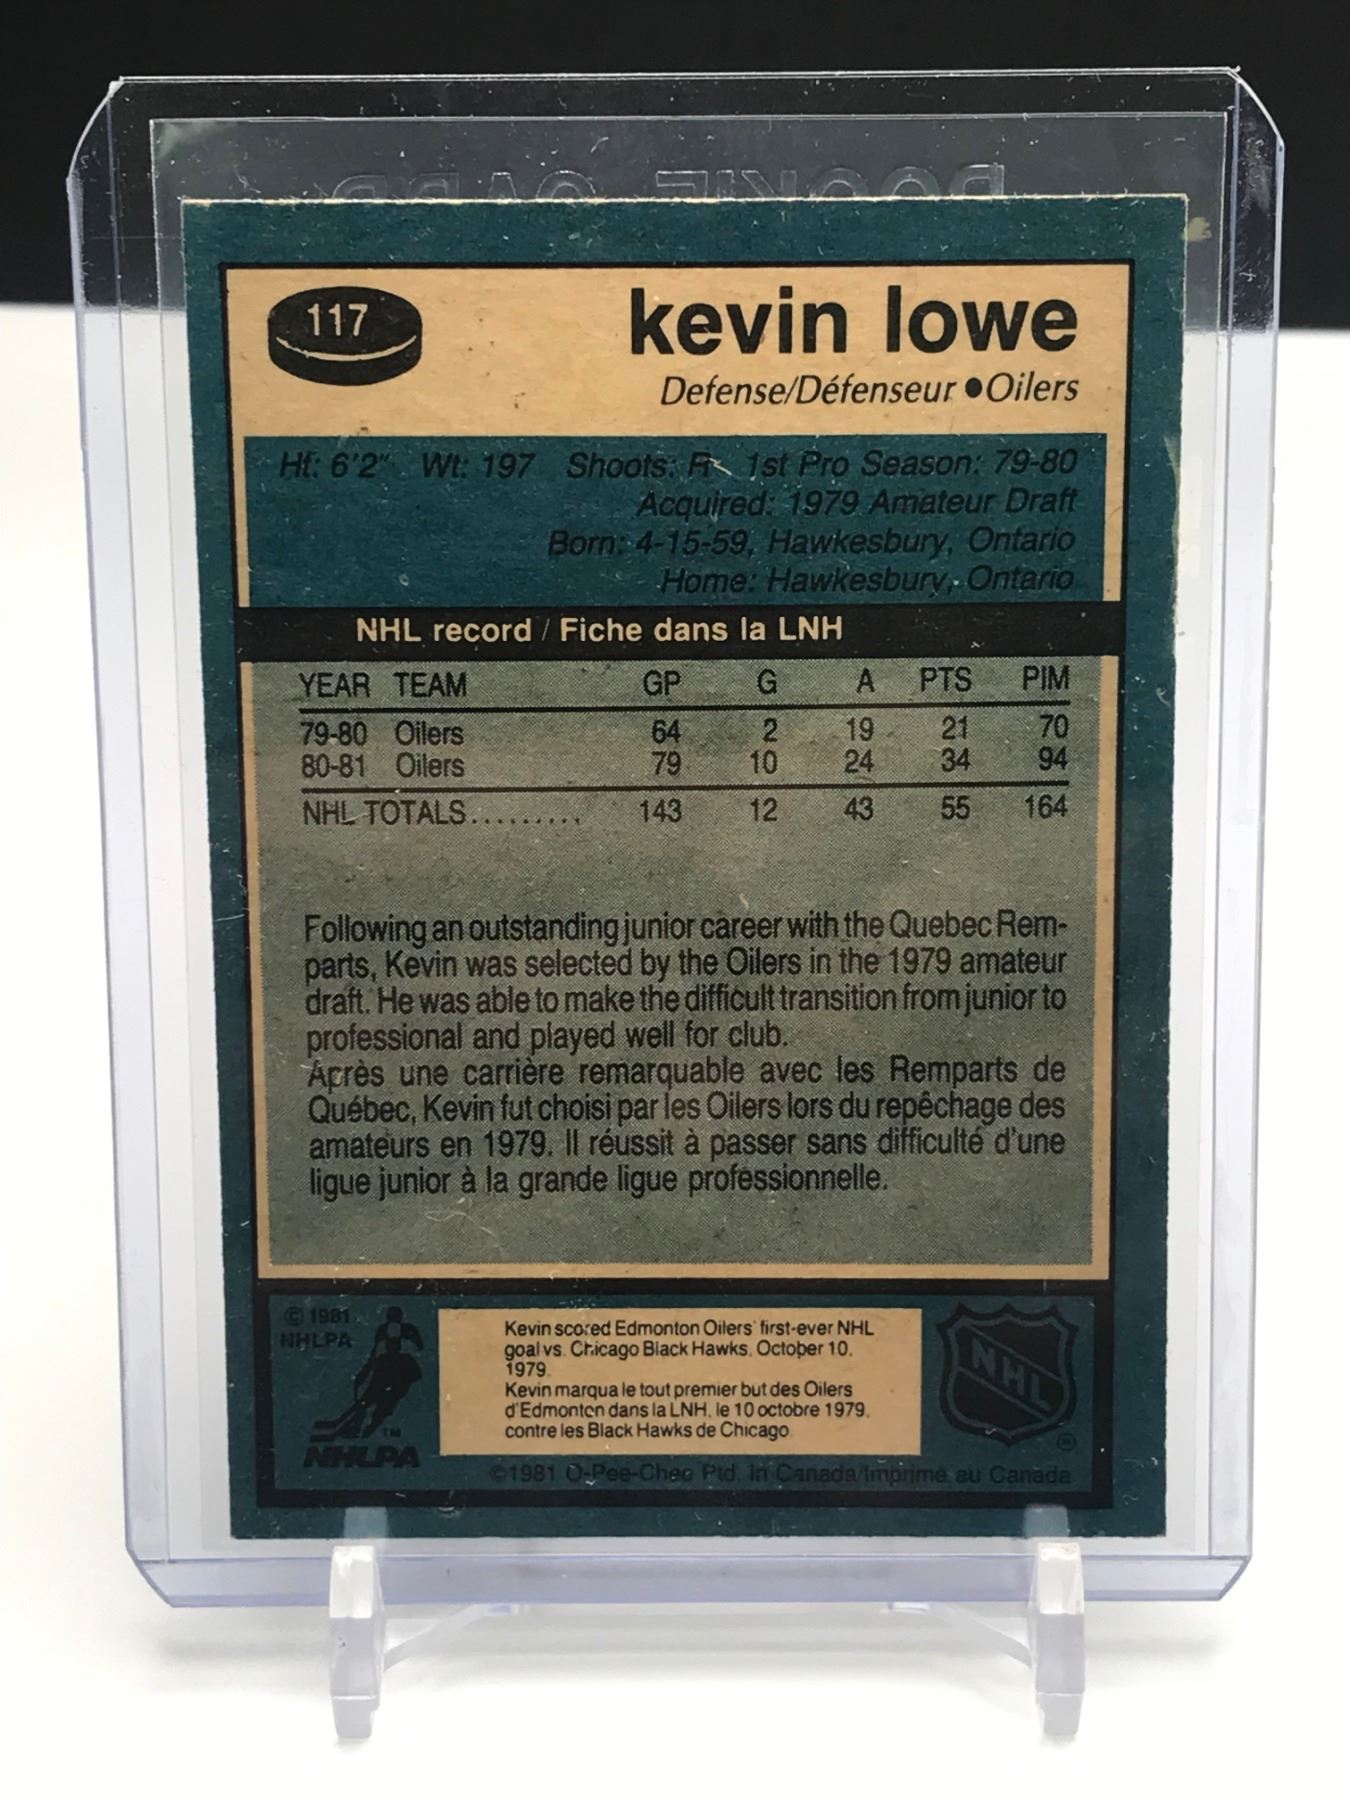 ROOKIE CARD
117
kevin lowe
Defense/Défenseur ● Oilers
Ht: 6'2" Wt: 197 Shoots: R 1st Pro Season: 79-80
Acquired: 1979 Amateur Draft
Born: 4-15-59, Hawkesbury, Ontario
Home: Hawkesbury, Ontario
NHL record / Fiche dans la LNH
YEAR TEAM GP G A PTS PIM
79-80 Oilers 64 2 19 21 70
80-81 Oilers 79 10 24 34 94
NHL TOTALS......... 143 12 43 55 164
Following an outstanding junior career with the Quebec Rem-
parts, Kevin was selected by the Oilers in the 1979 amateur
draft. He was able to make the difficult transition from junior to
professional and played well for club.
Après une carrière remarquable avec les Remparts de
Québec, Kevin fut choisi par les Oilers lors du repêchage des
amateurs en 1979. Il réussit à passer sans difficulté d'une
ligue junior à la grande ligue professionnelle.
© 1981
NHLPA
TM
NHLPA
Kevin scored Edmonton Oilers' first-ever NHL
goal vs. Chicago Black Hawks, October 10,
1979.
Kevin marqua le tout premier but des Oilers
d'Edmonton dans la LNH, le 10 octobre 1979,
contre les Black Hawks de Chicago
NHL
®
©1981 O-Pee-Chee Ptd. in Canada/Imprimé au Canada